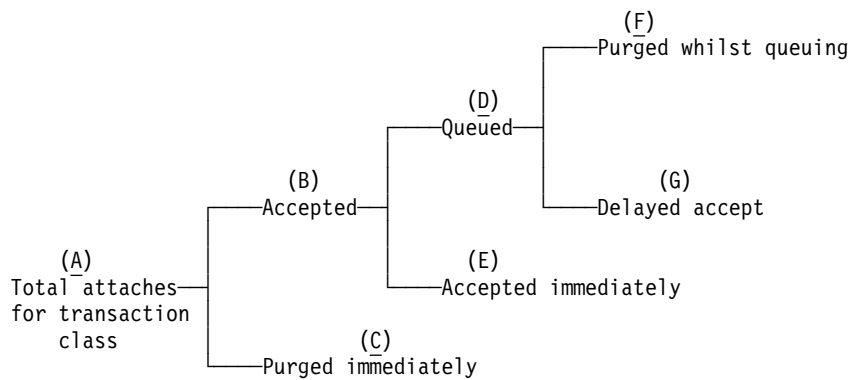 (F)
Purged whilst queuing
(D)
Queued
(B)
Accepted
(G)
Delayed accept
(A)
Total attaches
for transaction
class
(E)
Accepted immediately
(C)
Purged immediately